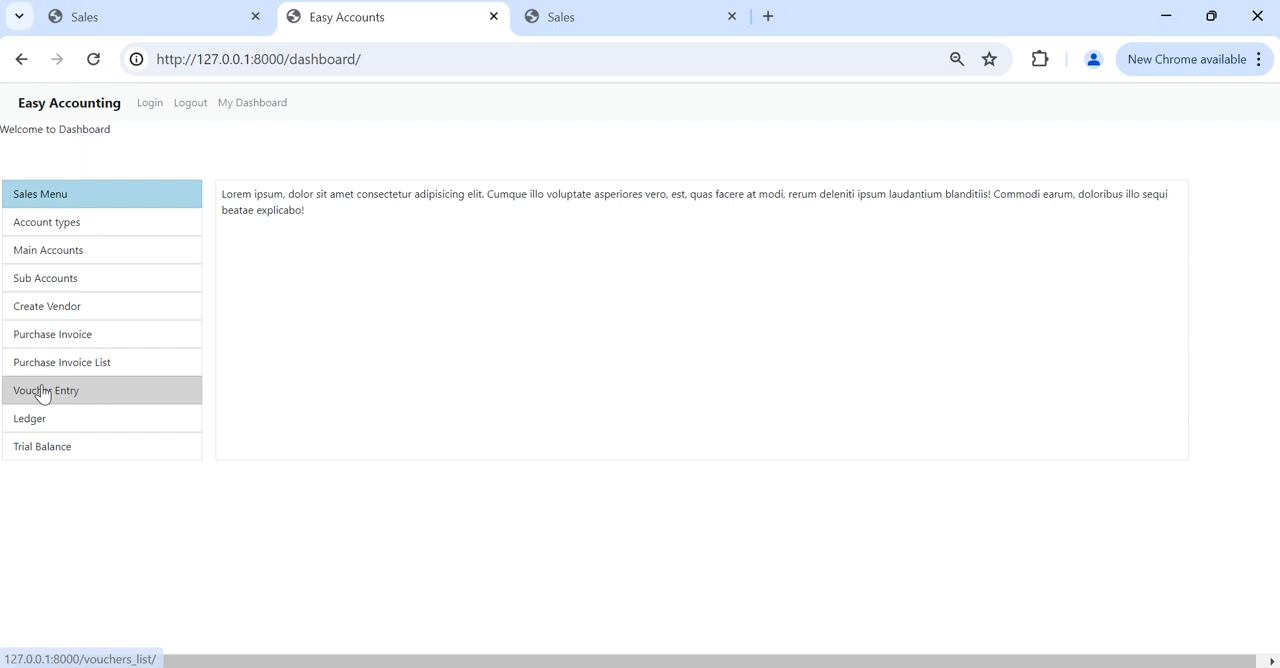 Sales
Easy Accounts
Sales
http://127.0.0.1:8000/dashboard/
New Chrome available
Easy Accounting Login Logout My Dashboard
Welcome to Dashboard
Sales Menu
Account types
Main Accounts
Sub Accounts
Create Vendor
Purchase Invoice
Purchase Invoice List
Voucher Entry
Ledger
Trial Balance
Lorem ipsum, dolor sit amet consectetur adipisicing elit. Cumque illo voluptate asperiores vero, est, quas facere at modi, rerum deleniti ipsum laudantium blanditiis! Commodi earum, doloribus illo sequi
beatae explicabo!
127.0.0.1:8000/vouchers_list/